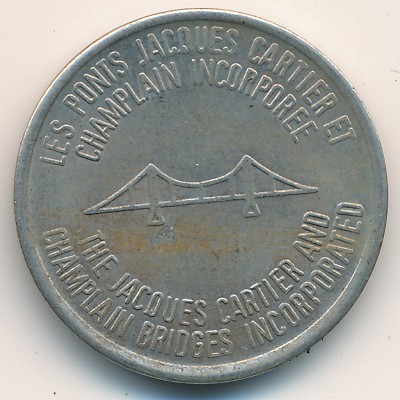 LES PONTS JACQUES CARTIER ET
CHAMPLAIN INCORPORÉE
THE JACQUES CARTIER AND
CHAMPLAIN BRIDGES INCORPORATED